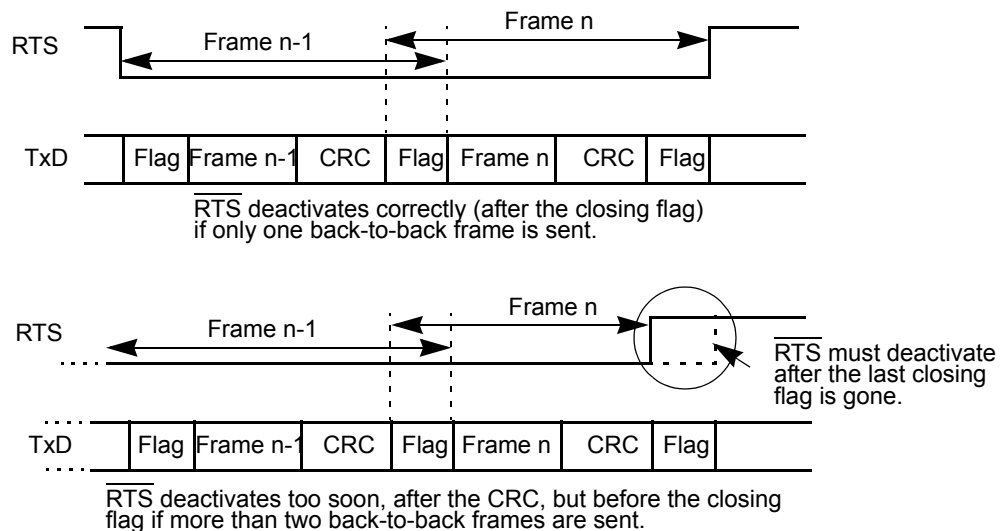 Frame n
RTS
Frame n-1
TxD Flag Frame n-1 CRC Flag Frame n CRC Flag
RTS deactivates correctly (after the closing flag)
if only one back-to-back frame is sent.
Frame n
RTS
Frame n-1
RTS must deactivate
after the last closing
flag is gone.
TxD Flag Frame n-1 CRC Flag Frame n CRC Flag
RTS deactivates too soon, after the CRC, but before the closing
flag if more than two back-to-back frames are sent.